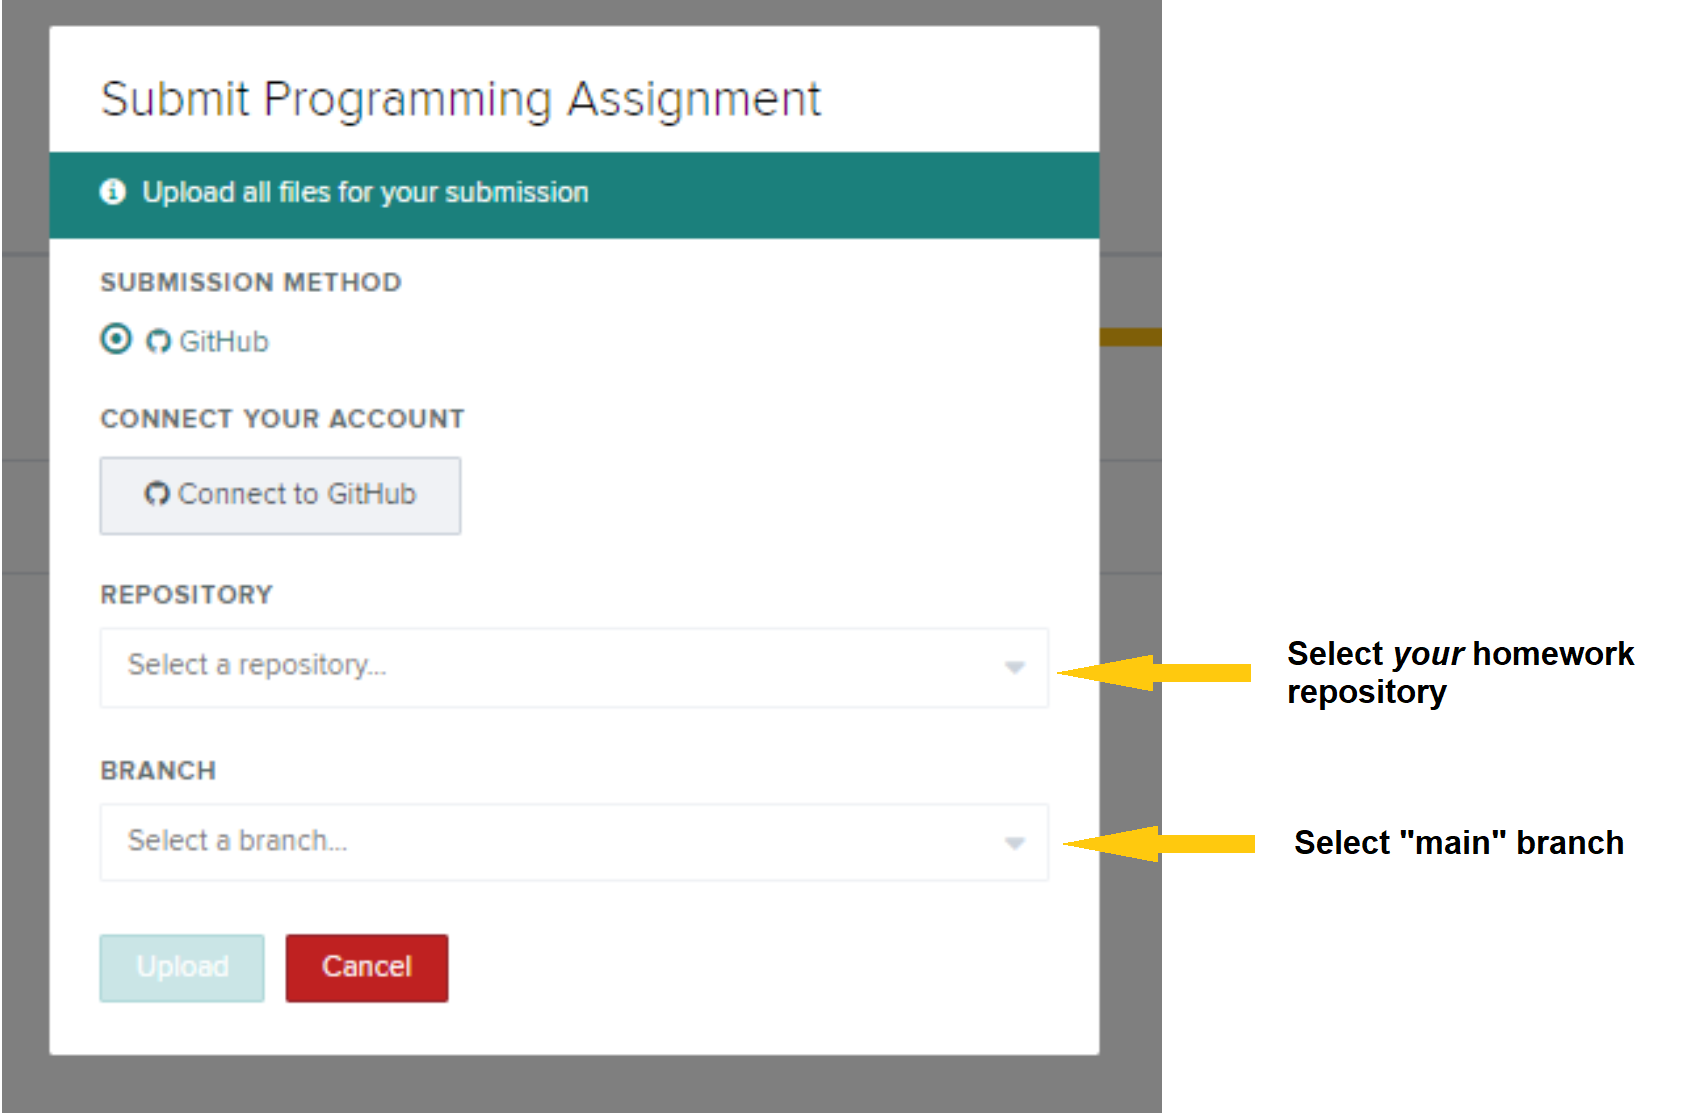 Submit Programming Assignment
Upload all files for your submission
SUBMISSION METHOD
GitHub
CONNECT YOUR ACCOUNT
Connect to GitHub
REPOSITORY
Select a repository...
Select your homework
repository
BRANCH
Select a branch...
Select "main" branch
Upload
Cancel